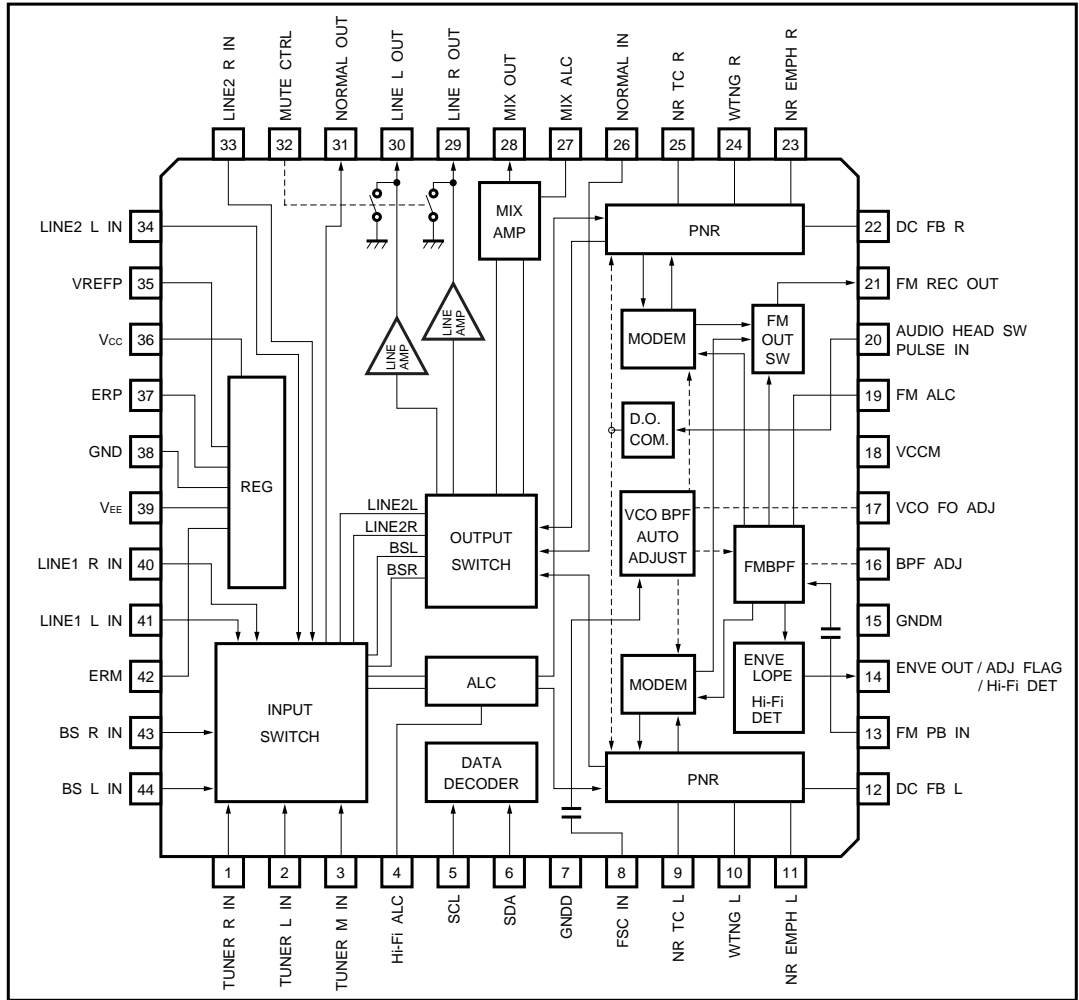 LINE2 R IN
MUTE CTRL
NORMAL OUT
LINE L OUT
LINE R OUT
MIX OUT
MIX ALC
NORMAL IN
NR TC R
WTNG R
NR EMPH R
33
32
31
30
29
28
27
26
25
24
23
LINE2 L IN
34
VREFP
35
Vcc
36
ERP
37
GND
38
VEE
39
LINE1 R IN
40
LINE1 L IN
41
ERM
42
BS R IN
43
BS L IN
44
MIX
AMP
PNR
LINE
AMP
LINE
AMP
MODEM
FM
OUT
SW
D.O.
COM.
REG
LINE2L
LINE2R
BSL
BSR
OUTPUT
SWITCH
VCO BPF
AUTO
ADJUST
FMBPF
INPUT
SWITCH
ALC
MODEM
ENVE
LOPE
Hi-Fi
DET
DATA
DECODER
PNR
22
DC FB R
21
FM REC OUT
20
AUDIO HEAD SW
PULSE IN
19
FM ALC
18
VCCM
17
VCO FO ADJ
16
BPF ADJ
15
GNDM
14
ENVE OUT / ADJ FLAG
/ Hi-Fi DET
13
FM PB IN
12
DC FB L
1
2
3
4
5
6
7
8
9
10
11
TUNER R IN
TUNER L IN
TUNER M IN
Hi-Fi ALC
SCL
SDA
GNDD
FSC IN
NR TC L
WTNG L
NR EMPH L